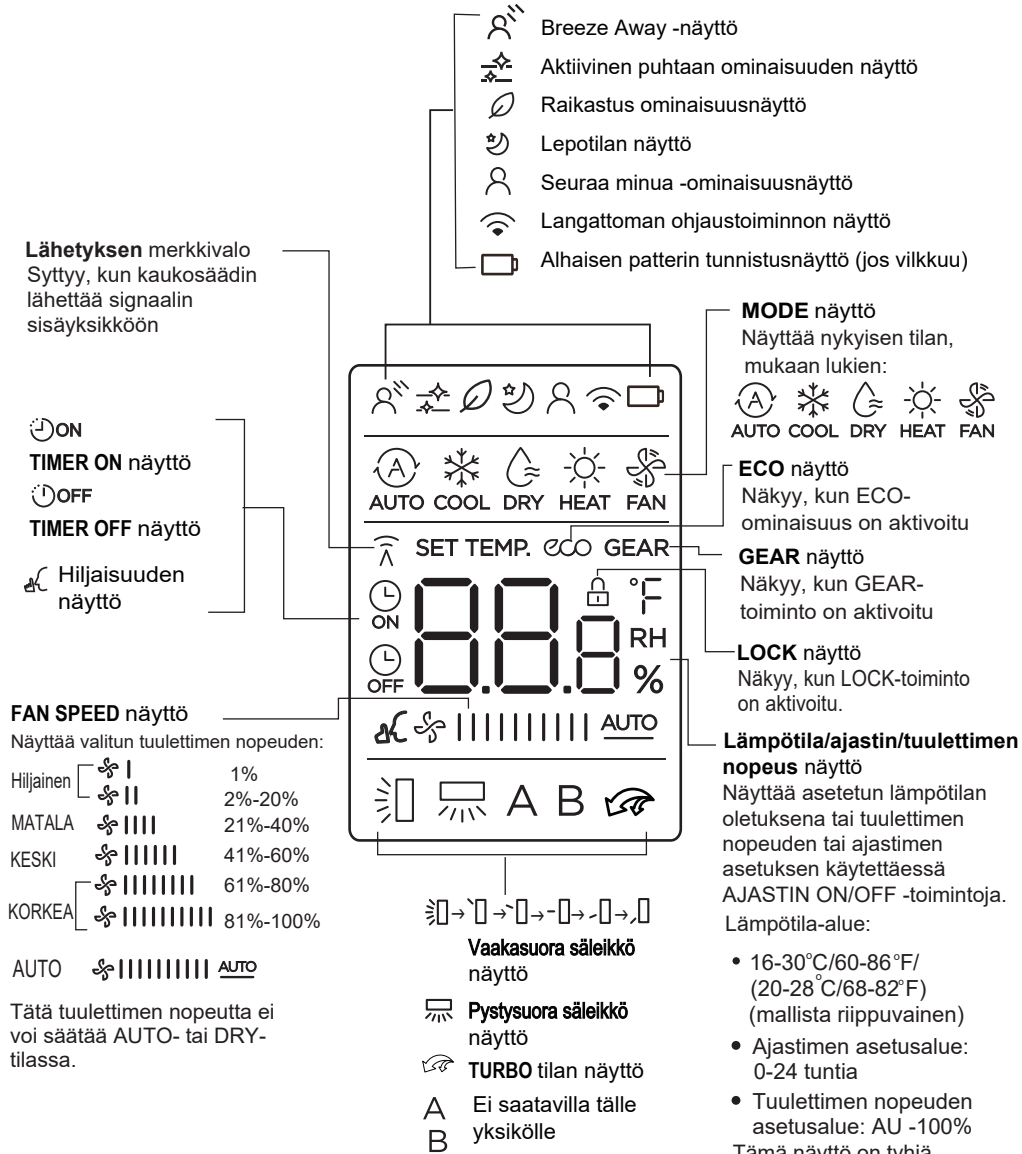 Breeze Away -näyttö
Aktiivinen puhtaan ominaisuuden näyttö
Raikastus ominaisuusnäyttö
Lepotilan näyttö
Seuraa minua -ominaisuusnäyttö
Langattoman ohjaustoiminnon näyttö
Alhaisen patterin tunnistusnäyttö (jos vilkkuu)
Lähetyksen merkkivalo
Syttyy, kun kaukosäädin
lähettää signaalin
sisäyksikköön
ON
TIMER ON näyttö
OFF
TIMER OFF näyttö
Hiljaisuuden
näyttö
FAN SPEED näyttö
Näyttää valitun tuulettimen nopeuden:
Hiljainen
1%
2%-20%
MATALA 21%-40%
KESKI 41%-60%
KORKEA
61%-80%
81%-100%
AUTO AUTO
Tätä tuulettimen nopeutta ei
voi säätää AUTO- tai DRY-
tilassa.
A
AUTO COOL DRY HEAT FAN
SET TEMP. eco GEAR
ON
88.8
°F
RH
OFF
%
AUTO
A B
Vaakasuora säleikkö
näyttö
Pystysuora säleikkö
näyttö
TURBO tilan näyttö
A
B
Ei saatavilla tälle
yksikölle
MODE näyttö
Näyttää nykyisen tilan,
mukaan lukien:
A
AUTO COOL DRY HEAT FAN
ECO näyttö
Näkyy, kun ECO-
ominaisuus on aktivoitu
GEAR näyttö
Näkyy, kun GEAR-
toiminto on aktivoitu
LOCK näyttö
Näkyy, kun LOCK-toiminto
on aktivoitu.
Lämpötila/ajastin/tuulettimen
nopeus näyttö
Näyttää asetetun lämpötilan
oletuksena tai tuulettimen
nopeuden tai ajastimen
asetuksen käytettäessä
AJASTIN ON/OFF -toimintoja.
Lämpötila-alue:
• 16-30°C/60-86°F/
(20-28°C/68-82°F)
(mallista riippuvainen)
• Ajastimen asetusalue:
0-24 tuntia
• Tuulettimen nopeuden
asetusalue: AU -100%
Tämä näyttö on tyhjä